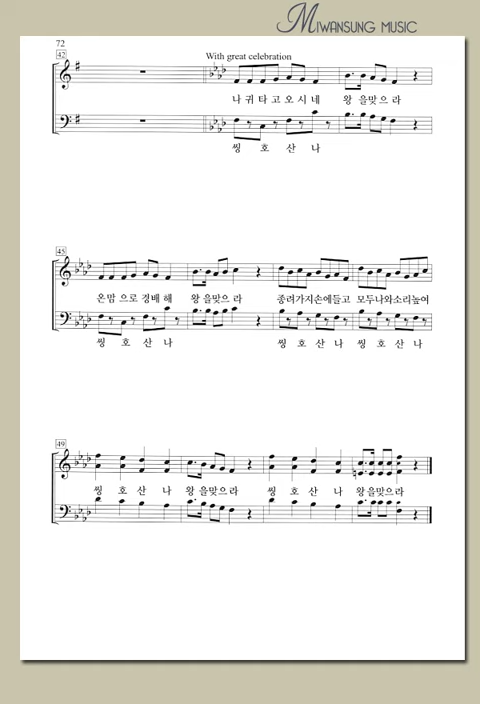 MIWANSUNG MUSIC
72
42
With great celebration
나 귀 타 고 오 시 네 왕 을맞으 라
씽 호 산 나
45
온맘 으로 경배 해 왕 을맞으 라 종려가지손에들고 모두나와소리높여
씽 호 산 나 씽 호 산 나 씽 호 산 나
49
씽 호 산 나 왕 을맞으라 씽 호 산 나 왕을맞으라